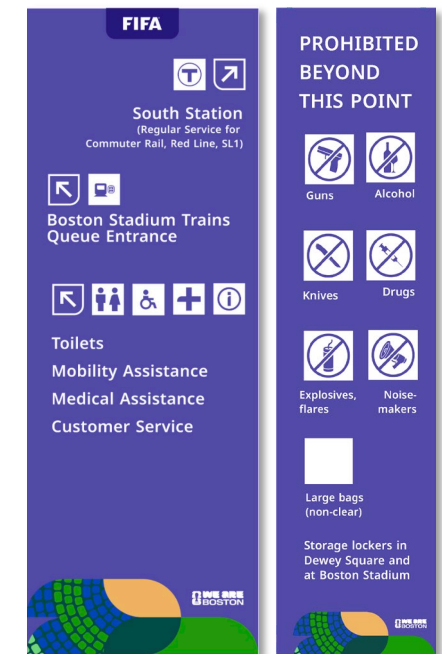 FIFA
T
South Station
(Regular Service for
Commuter Rail, Red Line, SL1)
Boston Stadium Trains
Queue Entrance
i
Toilets
Mobility Assistance
Medical Assistance
Customer Service
WE ARE
BOSTON
PROHIBITED
BEYOND
THIS POINT
Guns
Alcohol
Knives
Drugs
Explosives,
flares
Noise-
makers
Large bags
(non-clear)
Storage lockers in
Dewey Square and
at Boston Stadium
WE ARE
BOSTON